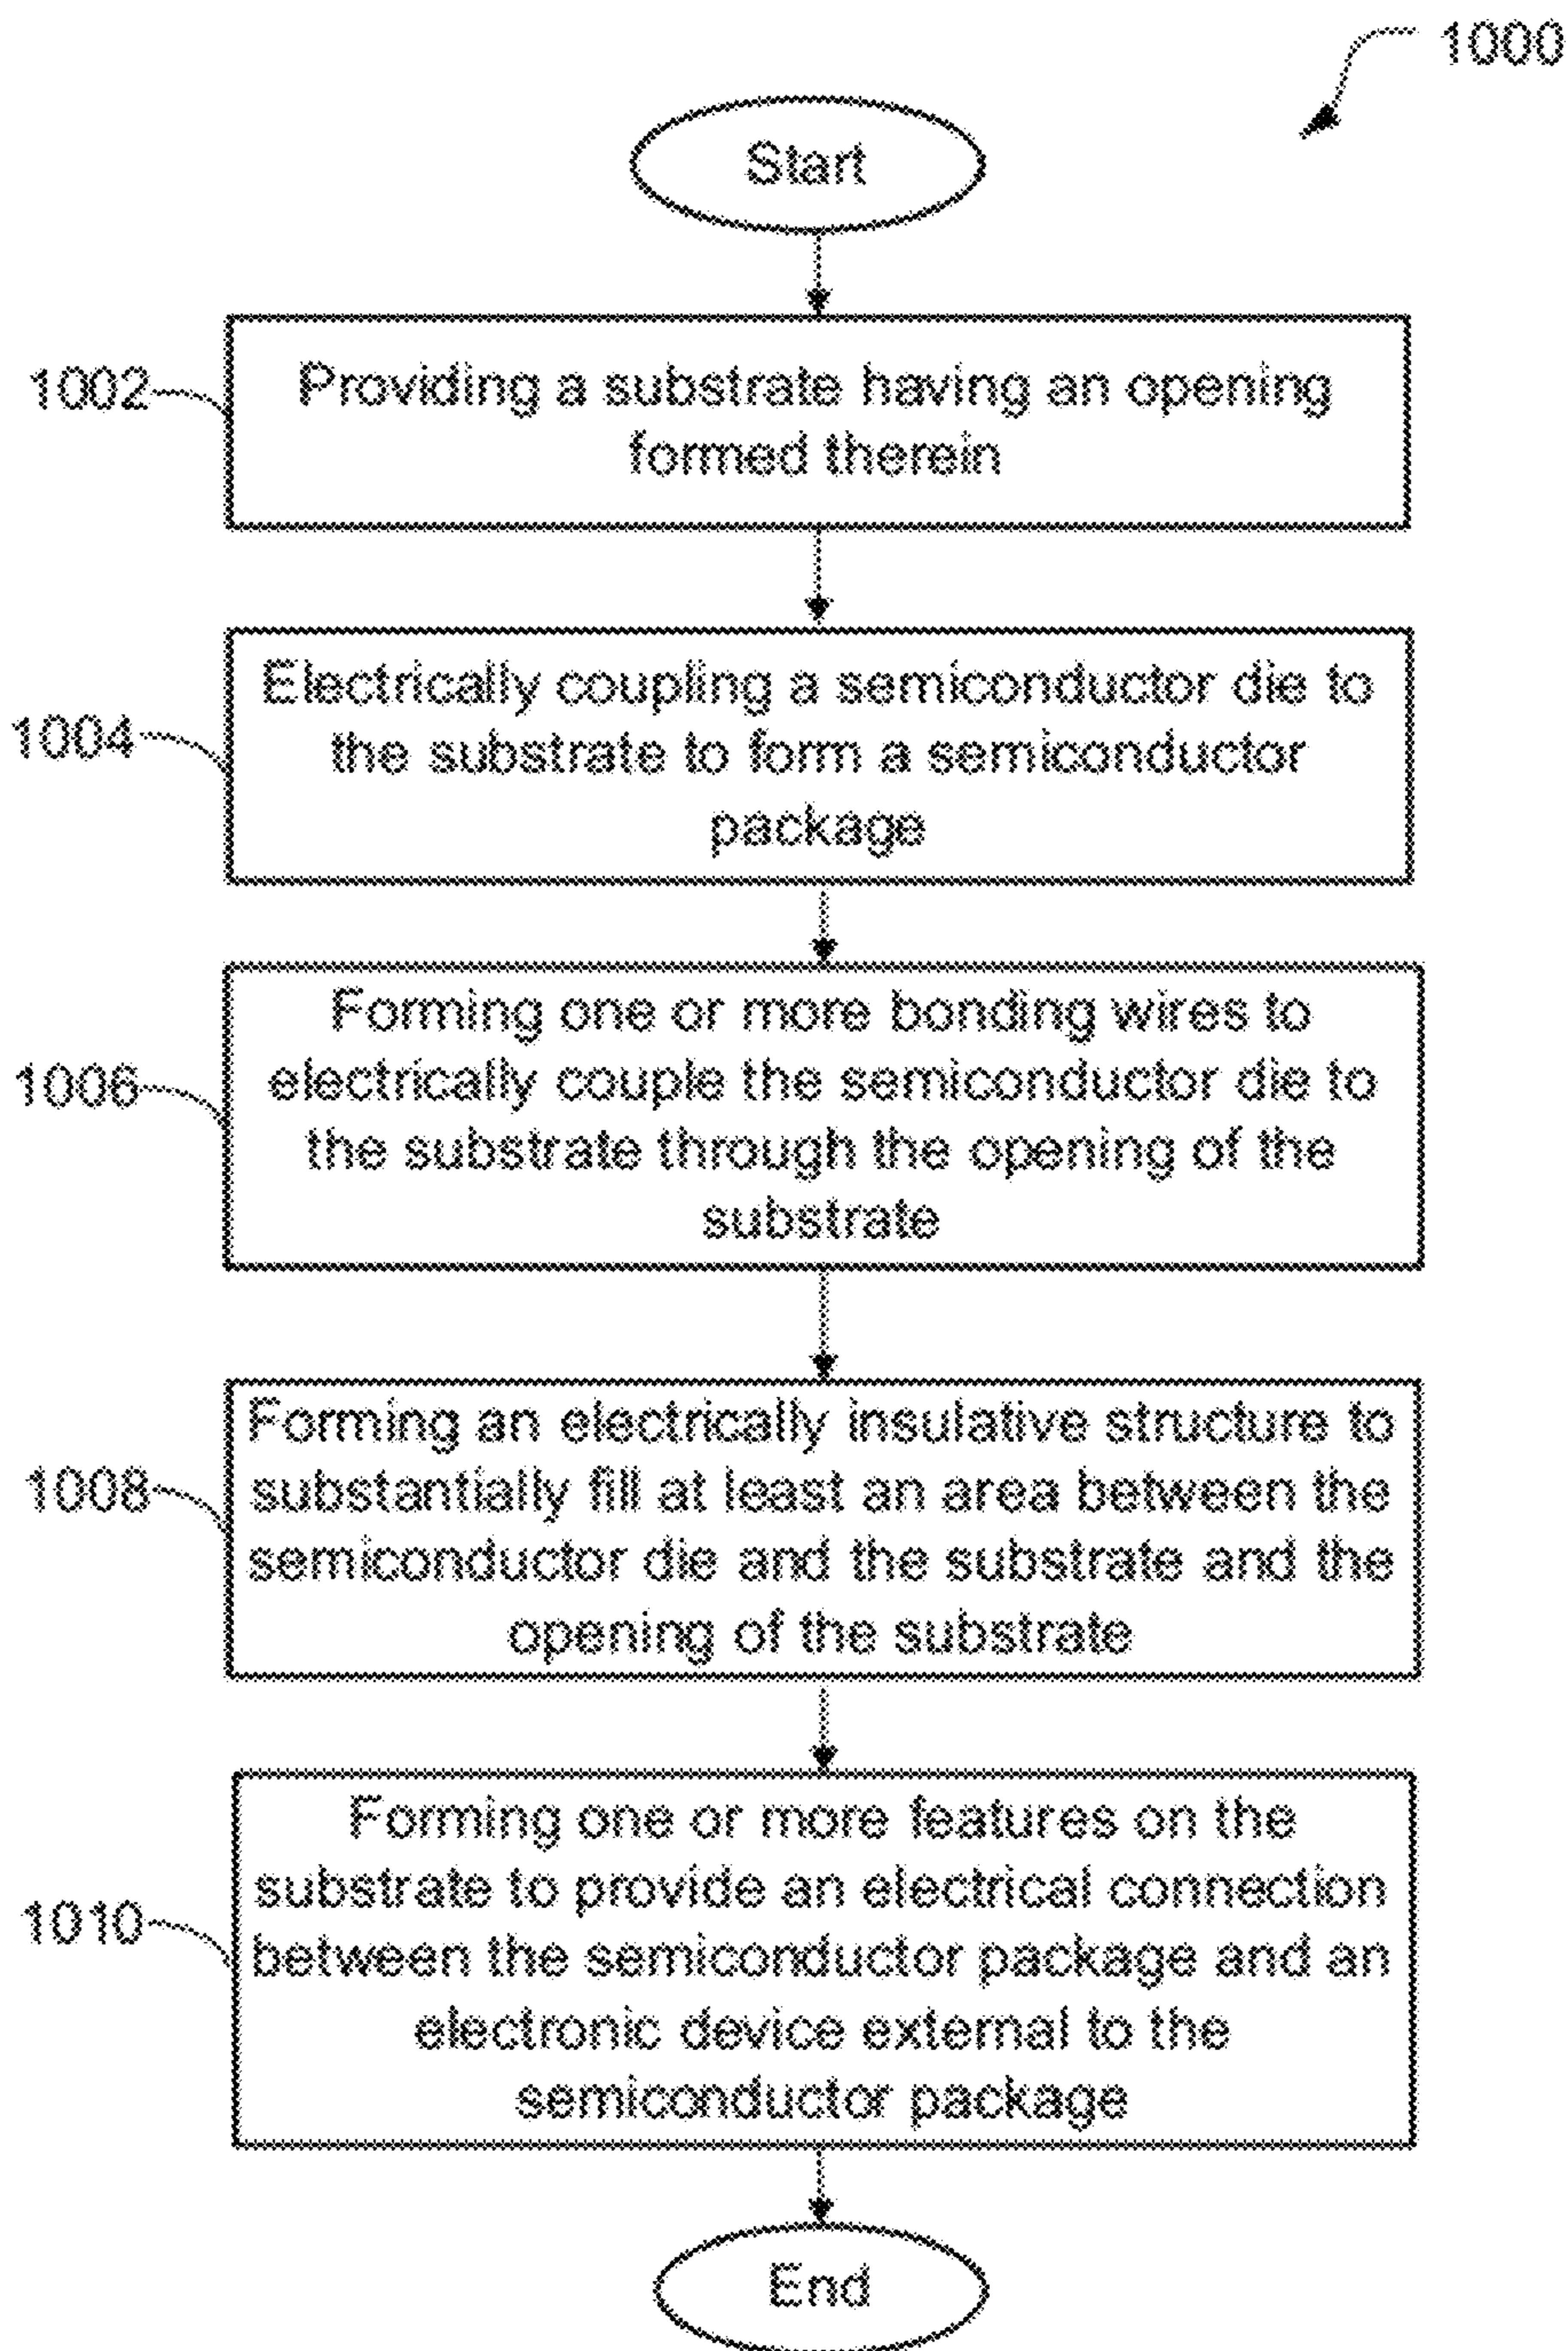 1000
Start
1002
Providing a substrate having an opening
formed therein
1004
Electrically coupling a semiconductor die to
the substrate to form a semiconductor
package
1006
Forming one or more bonding wires to
electrically couple the semiconductor die to
the substrate through the opening of the
substrate
1008
Forming an electrically insulative structure to
substantially fill at least an area between the
semiconductor die and the substrate and the
opening of the substrate
1010
Forming one or more features on the
substrate to provide an electrical connection
between the semiconductor package and an
electronic device external to the
semiconductor package
End